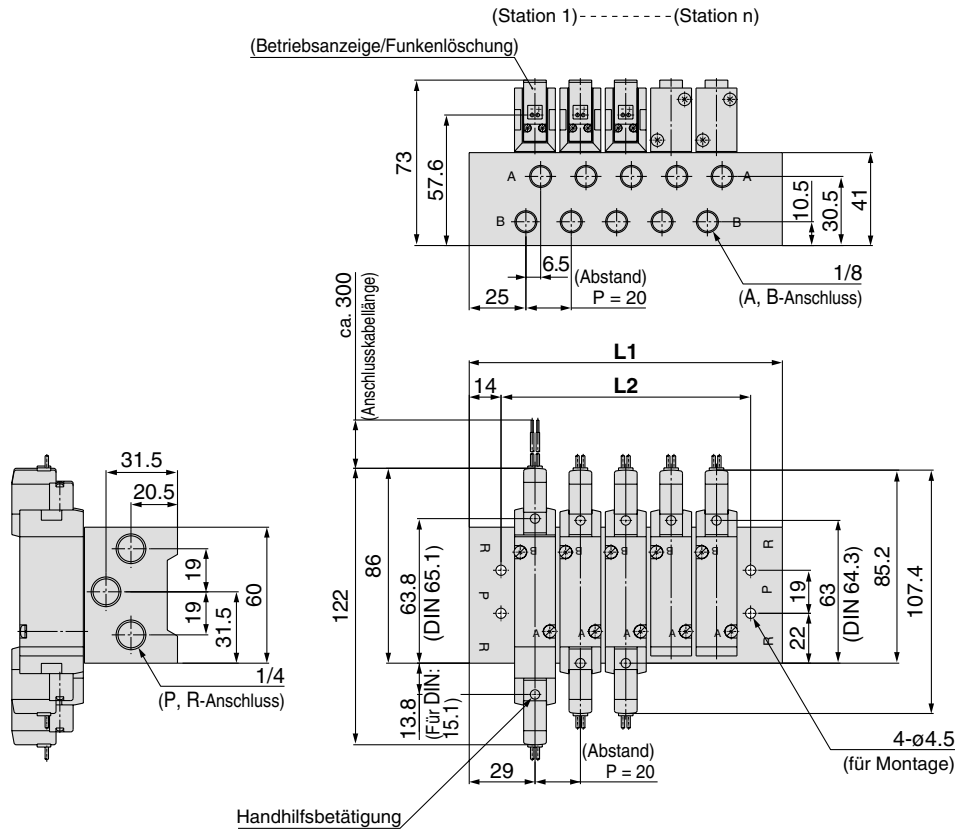 (Station 1) - - - - - - - - (Station n)
(Betriebsanzeige/Funkenlöschung)
73
57.6
A
A
B
B
10.5
30.5
41
6.5
(Abstand)
P = 20
25
1/8
(A, B-Anschluss)
ca. 300
(Anschlusskabellänge)
L1
14
L2
31.5
20.5
19
19
31.5
60
1/4
(P, R-Anschluss)
122
86
63.8
(DIN 65.1)
13.8
(Für DIN:
15.1)
R
P
R
B
B
B
B
B
A
A
A
A
A
R
P
R
19
22
63
(DIN 64.3)
85.2
107.4
29
(Abstand)
P = 20
4-ø4.5
(für Montage)
Handhilfsbetätigung